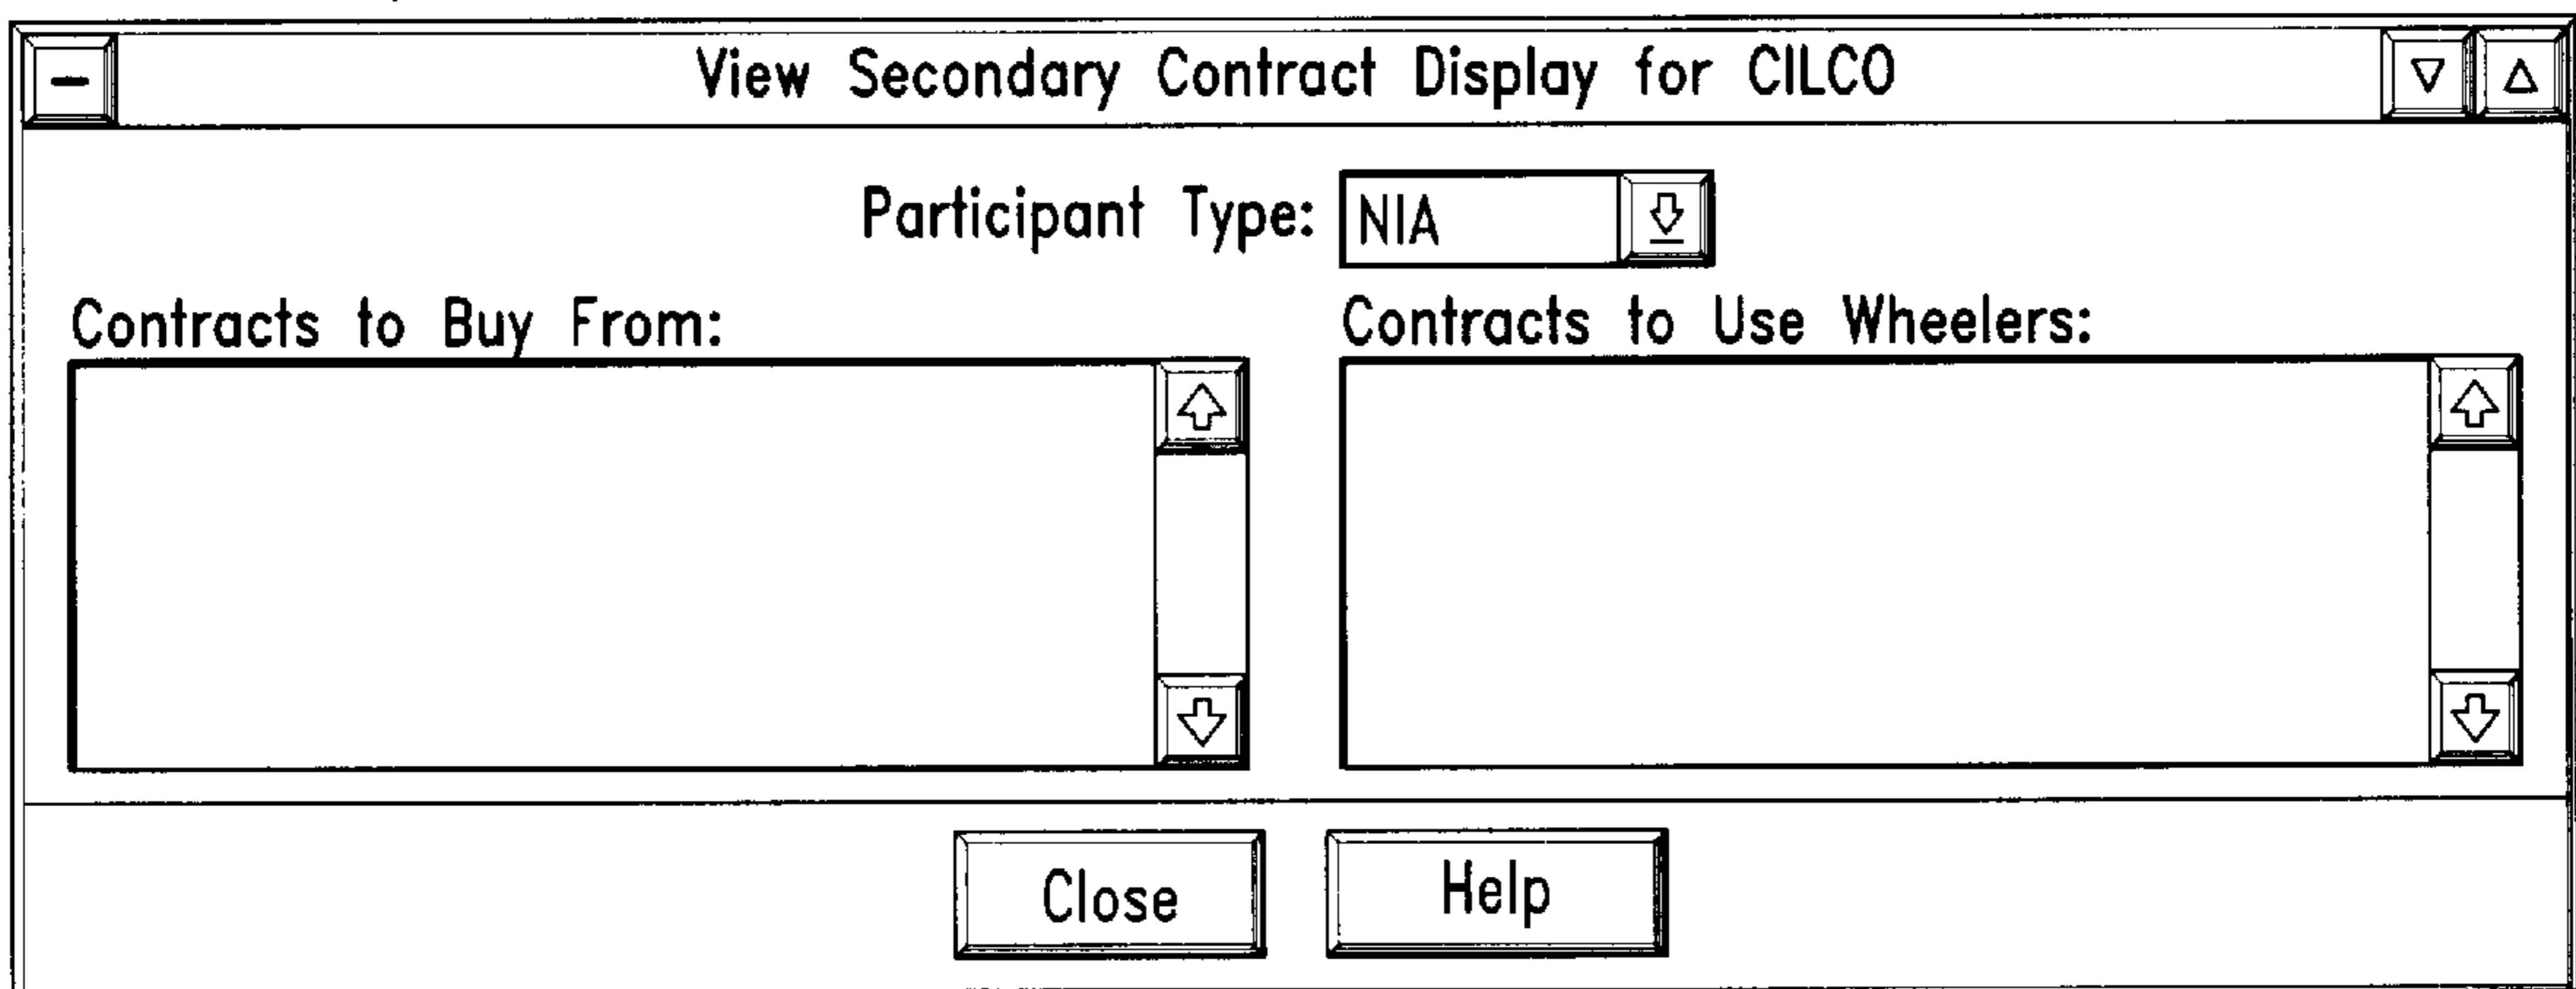 View Secondary Contract Display for CILCO
Participant Type: NIA
Contracts to Buy From: Contracts to Use Wheelers:
Close Help